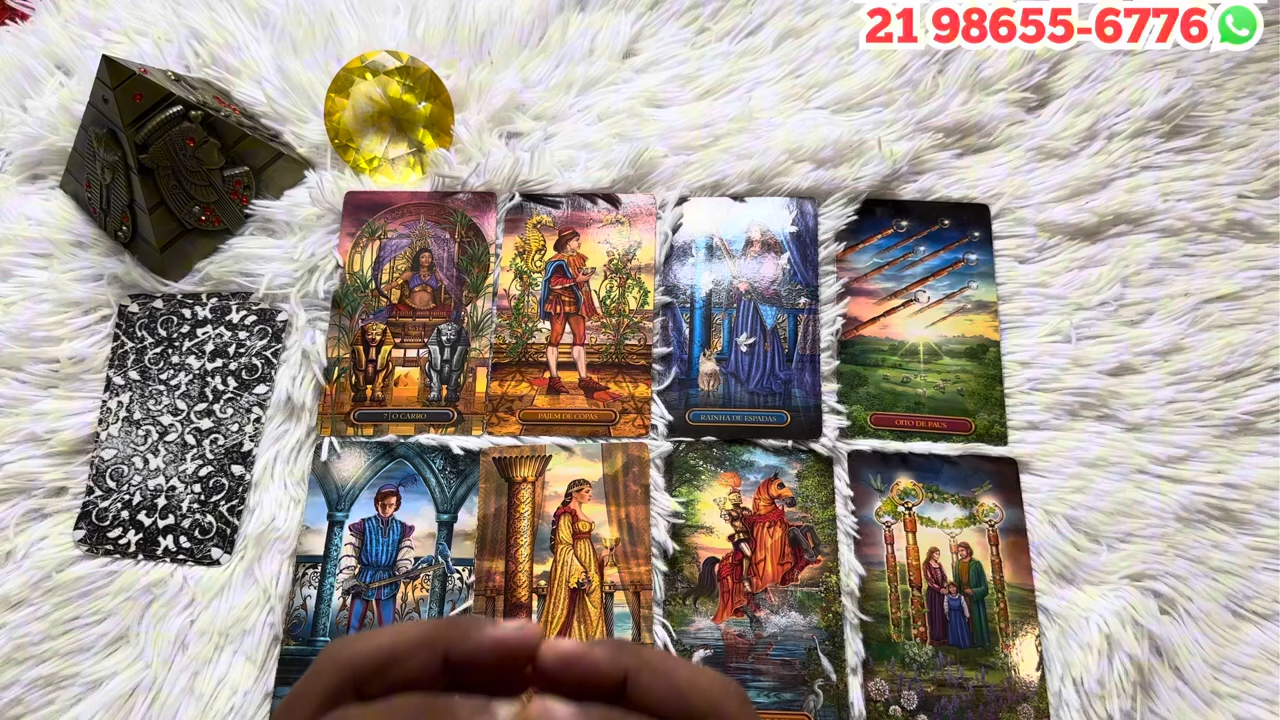 21 98655-6776
7 | O CARRO
PAJEM DE COPAS
RAINHA DE ESPADAS
OITO DE PAUS